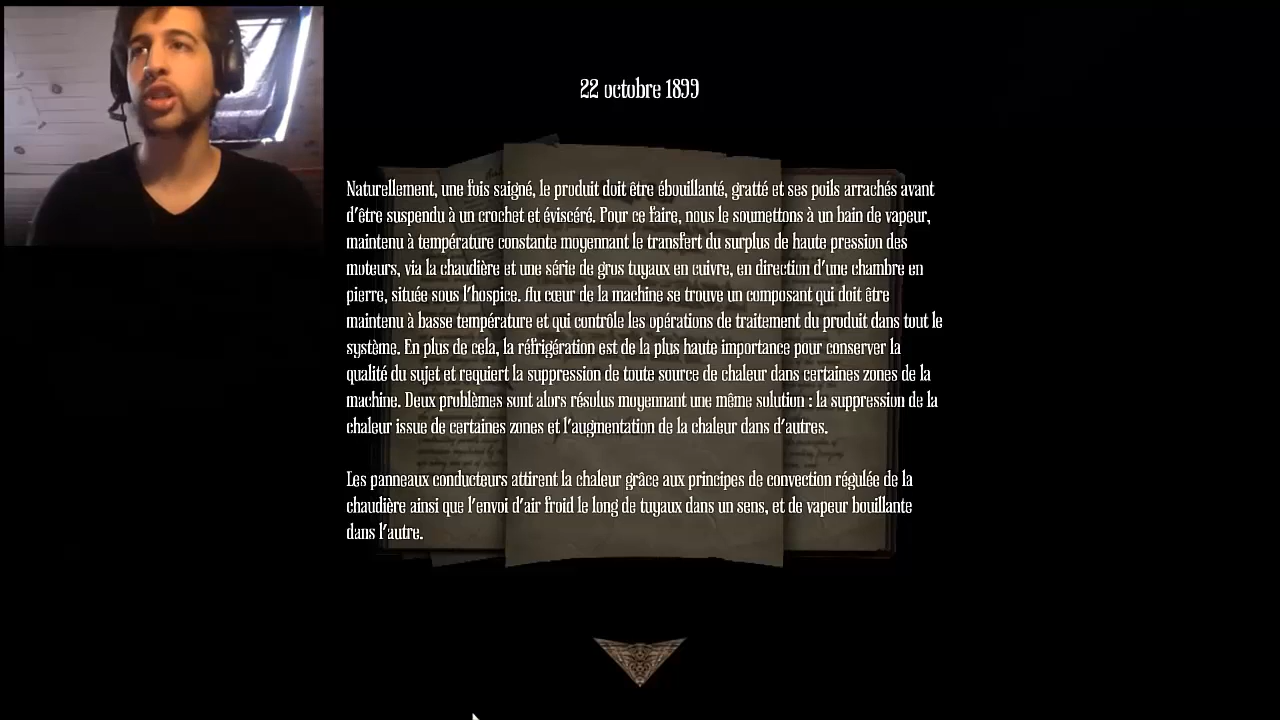 22 octobre 1899
Naturellement, une fois saigné, le produit doit être ébouillanté, gratté et ses poils arrachés avant
d'être suspendu à un crochet et éviscéré. Pour ce faire, nous le soumettons à un bain de vapeur,
maintenu à température constante moyennant le transfert du surplus de haute pression des
moteurs, via la chaudière et une série de gros tuyaux en cuivre, en direction d'une chambre en
pierre, située sous l'hospice. Au cœur de la machine se trouve un composant qui doit être
maintenu à basse température et qui contrôle les opérations de traitement du produit dans tout le
système. En plus de cela, la réfrigération est de la plus haute importance pour conserver la
qualité du sujet et requiert la suppression de toute source de chaleur dans certaines zones de la
machine. Deux problèmes sont alors résolus moyennant une même solution : la suppression de la
chaleur issue de certaines zones et l'augmentation de la chaleur dans d'autres.
Les panneaux conducteurs attirent la chaleur grâce aux principes de convection régulée de la
chaudière ainsi que l'envoi d'air froid le long de tuyaux dans un sens, et de vapeur bouillante
dans l'autre.